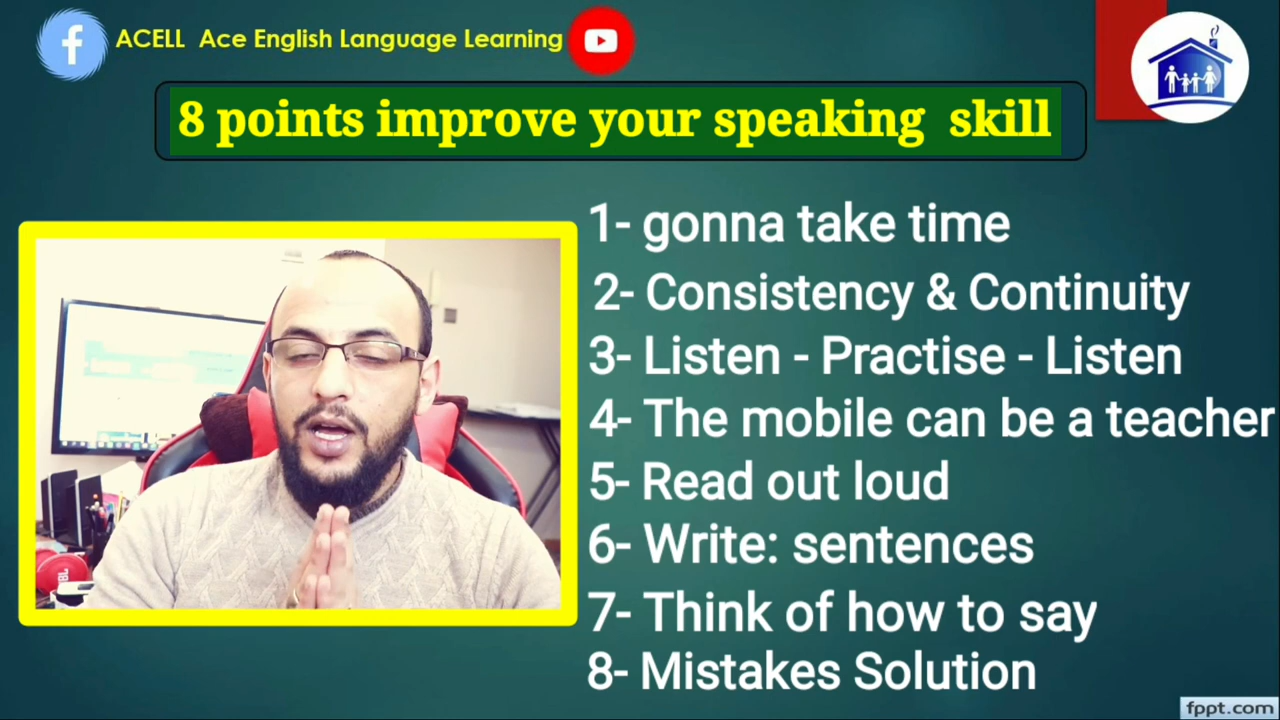 ACELL Ace English Language Learning
8 points improve your speaking skill
1- gonna take time
2- Consistency & Continuity
3- Listen - Practise - Listen
4- The mobile can be a teacher
5- Read out loud
6- Write: sentences
7- Think of how to say
8- Mistakes Solution
JBL
fppt.com